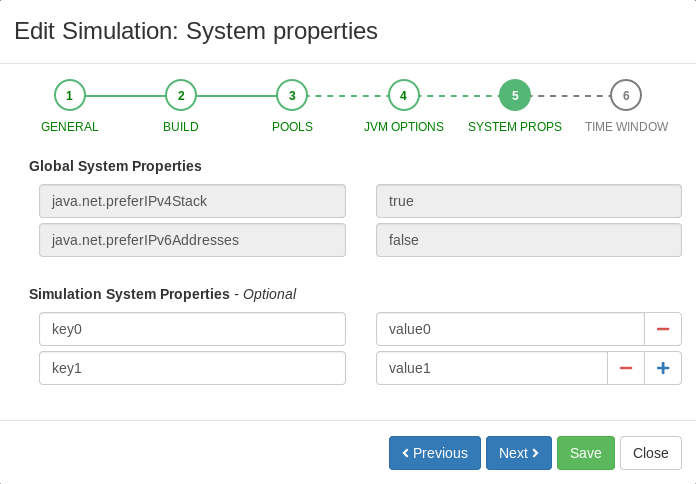 Edit Simulation: System properties
1 2 3 4 5 6
GENERAL BUILD POOLS JVM OPTIONS SYSTEM PROPS TIME WINDOW
Global System Properties
java.net.preferIPv4Stack true
java.net.preferIPv6Addresses false
Simulation System Properties - Optional
key0 value0
key1 value1
Previous Next Save Close